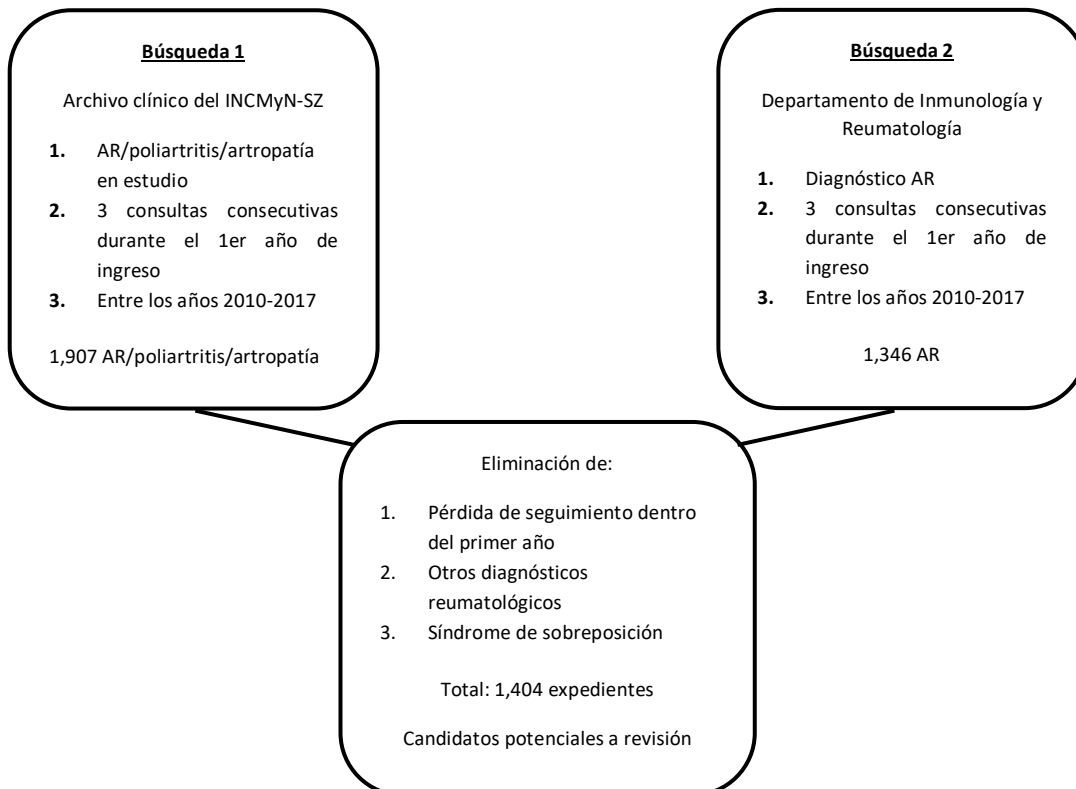 Búsqueda 1
Archivo clínico del INCMyN-SZ
1. AR/poliartritis/artropatía
en estudio
2. 3 consultas consecutivas
durante el 1er año de
ingreso
3. Entre los años 2010-2017
1,907 AR/poliartritis/artropatía
Búsqueda 2
Departamento de Inmunología y
Reumatología
1. Diagnóstico AR
2. 3 consultas consecutivas
durante el 1er año de
ingreso
3. Entre los años 2010-2017
1,346 AR
Eliminación de:
1. Pérdida de seguimiento dentro
del primer año
2. Otros diagnósticos
reumatológicos
3. Síndrome de sobreposición
Total: 1,404 expedientes
Candidatos potenciales a revisión